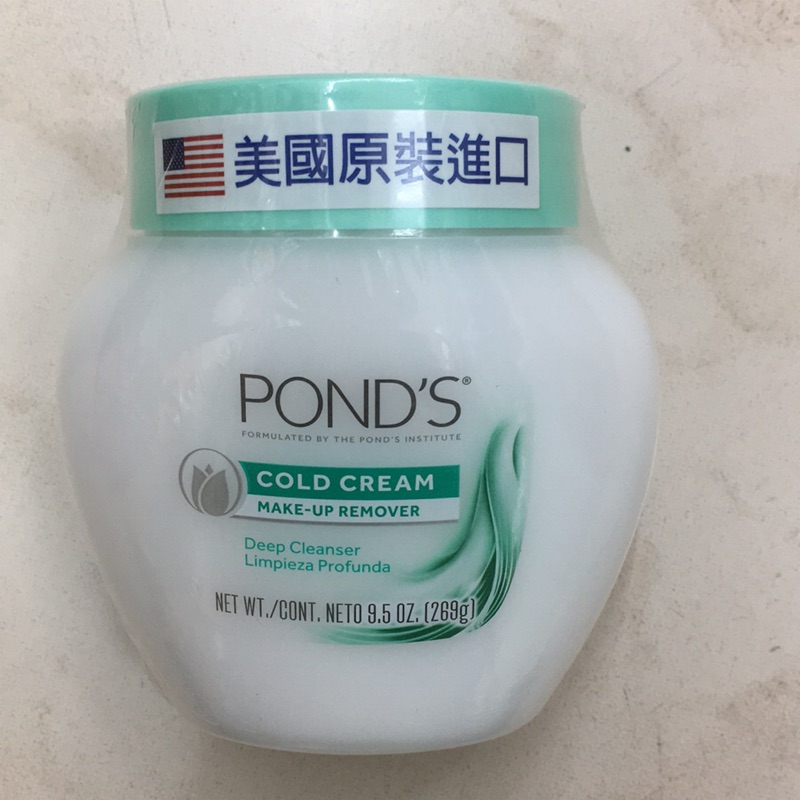 美國原裝進口
POND'S®
FORMULATED BY THE POND'S INSTITUTE
COLD CREAM
MAKE-UP REMOVER
Deep Cleanser
Limpieza Profunda
NET WT./CONT. NETO 9.5 OZ. (269g)